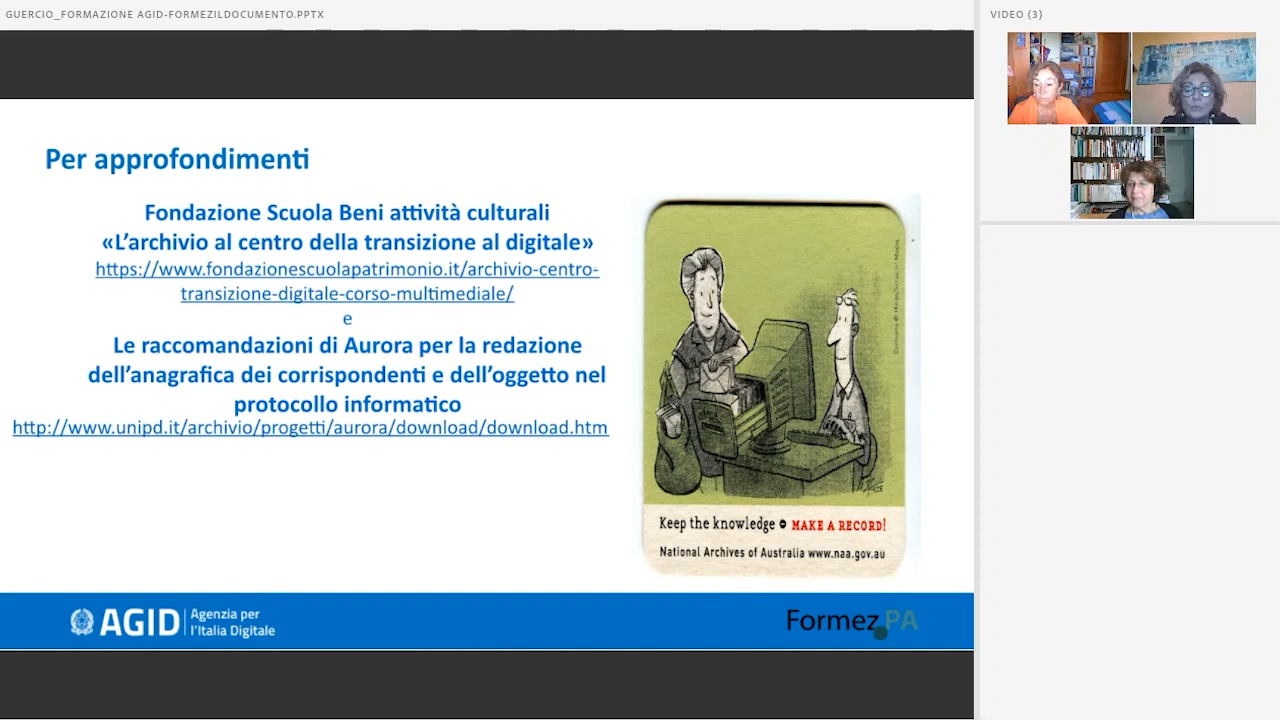 GUERCIO_FORMAZIONE AGID-FORMEZILDOCUMENTO.PPTX
VIDEO (3)
Per approfondimenti
Fondazione Scuola Beni attività culturali
«L’archivio al centro della transizione al digitale»
https://www.fondazionescuolapatrimonio.it/archivio-centro-
transizione-digitale-corso-multimediale/
e
Le raccomandazioni di Aurora per la redazione
dell’anagrafica dei corrispondenti e dell’oggetto nel
protocollo informatico
http://www.unipd.it/archivio/progetti/aurora/download/download.htm
Keep the knowledge MAKE A RECORD!
National Archives of Australia www.naa.gov.au
AGID Agenzia per
l’Italia Digitale
Formez PA